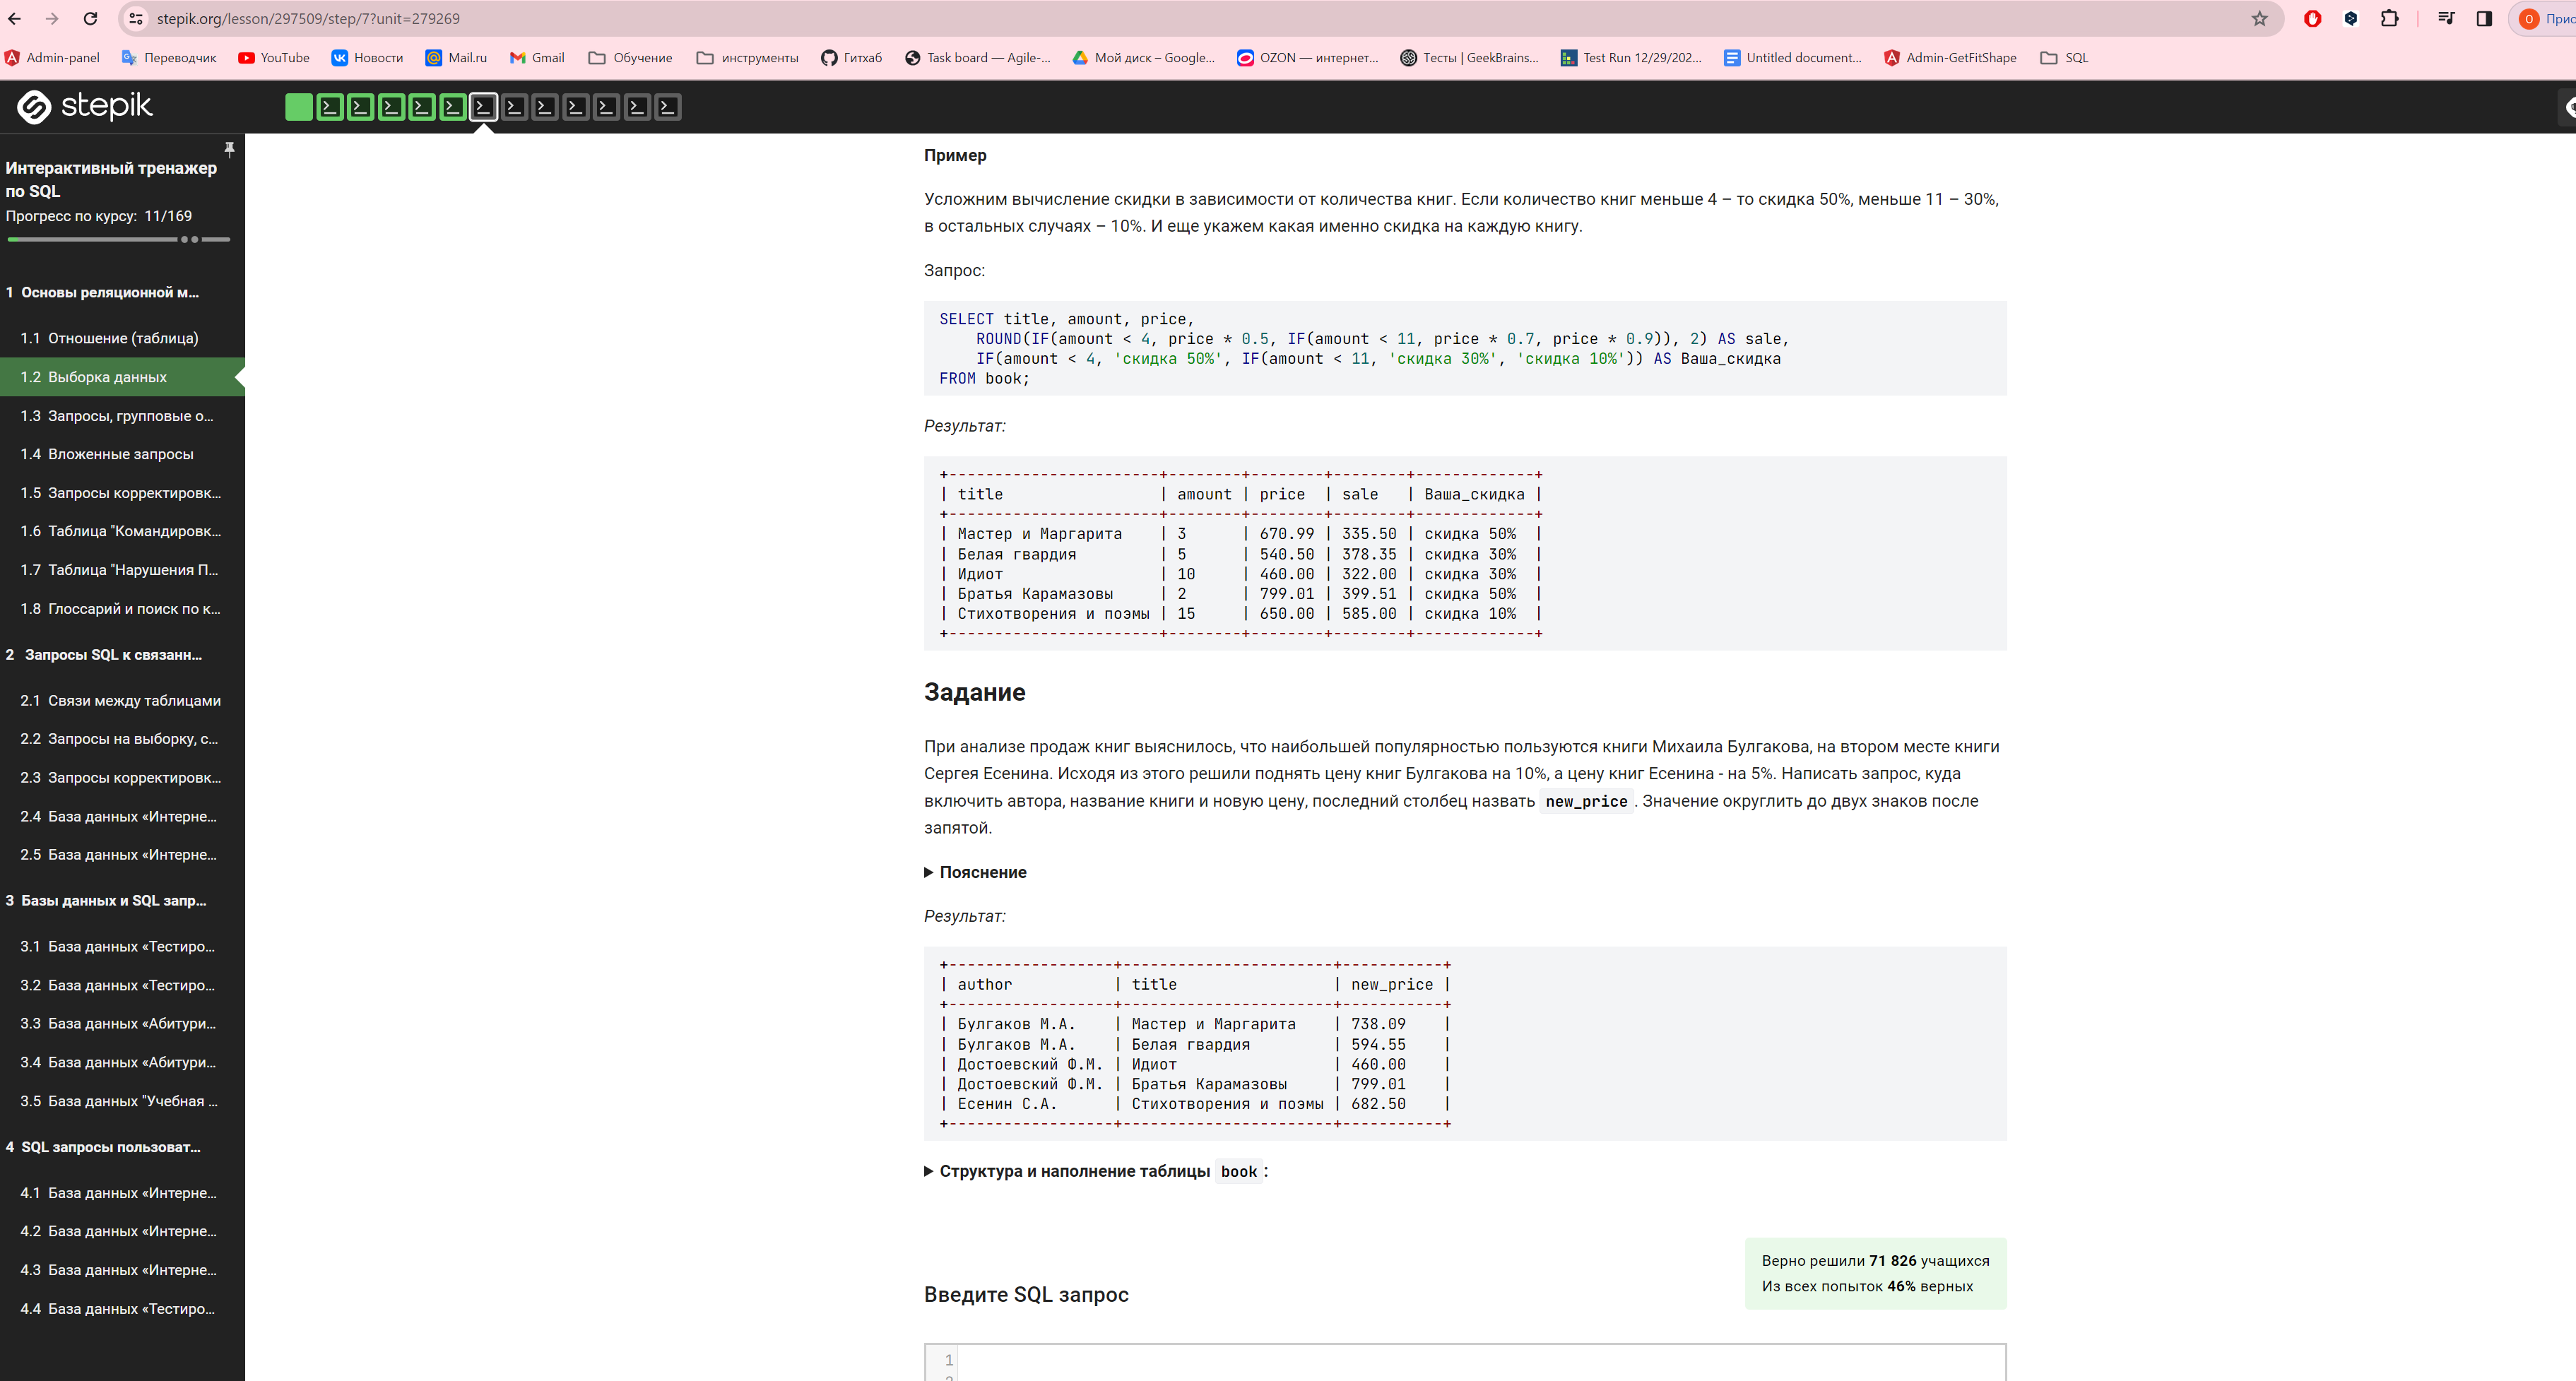 stepik.org/lesson/297509/step/7?unit=279269
Admin-panel Переводчик YouTube Новости Mail.ru Gmail Обучение инструменты Гитхаб Task board — Agile-... Мой диск – Google... OZON — интернет... Тесты | GeekBrains... Test Run 12/29/202... Untitled document... Admin-GetFitShape SQL
stepik
Интерактивный тренажер
по SQL
Прогресс по курсу: 11/169
1 Основы реляционной м...
1.1 Отношение (таблица)
1.2 Выборка данных
1.3 Запросы, групповые о...
1.4 Вложенные запросы
1.5 Запросы корректировк...
1.6 Таблица "Командировк...
1.7 Таблица "Нарушения П...
1.8 Глоссарий и поиск по к...
2 Запросы SQL к связанн...
2.1 Связи между таблицами
2.2 Запросы на выборку, с...
2.3 Запросы корректировк...
2.4 База данных «Интерне...
2.5 База данных «Интерне...
3 Базы данных и SQL запр...
3.1 База данных «Тестиро...
3.2 База данных «Тестиро...
3.3 База данных «Абитури...
3.4 База данных «Абитури...
3.5 База данных "Учебная ...
4 SQL запросы пользоват...
4.1 База данных «Интерне...
4.2 База данных «Интерне...
4.3 База данных «Интерне...
4.4 База данных «Тестиро...
Пример
Усложним вычисление скидки в зависимости от количества книг. Если количество книг меньше 4 – то скидка 50%, меньше 11 – 30%,
в остальных случаях – 10%. И еще укажем какая именно скидка на каждую книгу.
Запрос:
SELECT title, amount, price,
ROUND(IF(amount < 4, price * 0.5, IF(amount < 11, price * 0.7, price * 0.9)), 2) AS sale,
IF(amount < 4, 'скидка 50%', IF(amount < 11, 'скидка 30%', 'скидка 10%')) AS Ваша_скидка
FROM book;
Результат:
+-----------------------+--------+--------+--------+-------------+
| title                 | amount | price  | sale   | Ваша_скидка |
+-----------------------+--------+--------+--------+-------------+
| Мастер и Маргарита    | 3      | 670.99 | 335.50 | скидка 50%  |
| Белая гвардия         | 5      | 540.50 | 378.35 | скидка 30%  |
| Идиот                 | 10     | 460.00 | 322.00 | скидка 30%  |
| Братья Карамазовы     | 2      | 799.01 | 399.51 | скидка 50%  |
| Стихотворения и поэмы | 15     | 650.00 | 585.00 | скидка 10%  |
+-----------------------+--------+--------+--------+-------------+
Задание
При анализе продаж книг выяснилось, что наибольшей популярностью пользуются книги Михаила Булгакова, на втором месте книги
Сергея Есенина. Исходя из этого решили поднять цену книг Булгакова на 10%, а цену книг Есенина - на 5%. Написать запрос, куда
включить автора, название книги и новую цену, последний столбец назвать new_price. Значение округлить до двух знаков после
запятой.
Пояснение
Результат:
+------------------+-----------------------+-----------+
| author           | title                 | new_price |
+------------------+-----------------------+-----------+
| Булгаков М.А.    | Мастер и Маргарита    | 738.09    |
| Булгаков М.А.    | Белая гвардия         | 594.55    |
| Достоевский Ф.М. | Идиот                 | 460.00    |
| Достоевский Ф.М. | Братья Карамазовы     | 799.01    |
| Есенин С.А.      | Стихотворения и поэмы | 682.50    |
+------------------+-----------------------+-----------+
Структура и наполнение таблицы book:
Верно решили 71 826 учащихся
Из всех попыток 46% верных
Введите SQL запрос
1